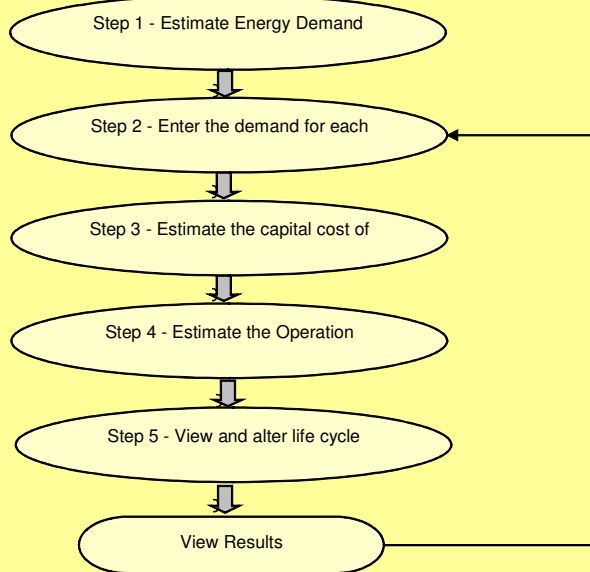 Step 1 - Estimate Energy Demand
Step 2 - Enter the demand for each
Step 3 - Estimate the capital cost of
Step 4 - Estimate the Operation
Step 5 - View and alter life cycle
View Results